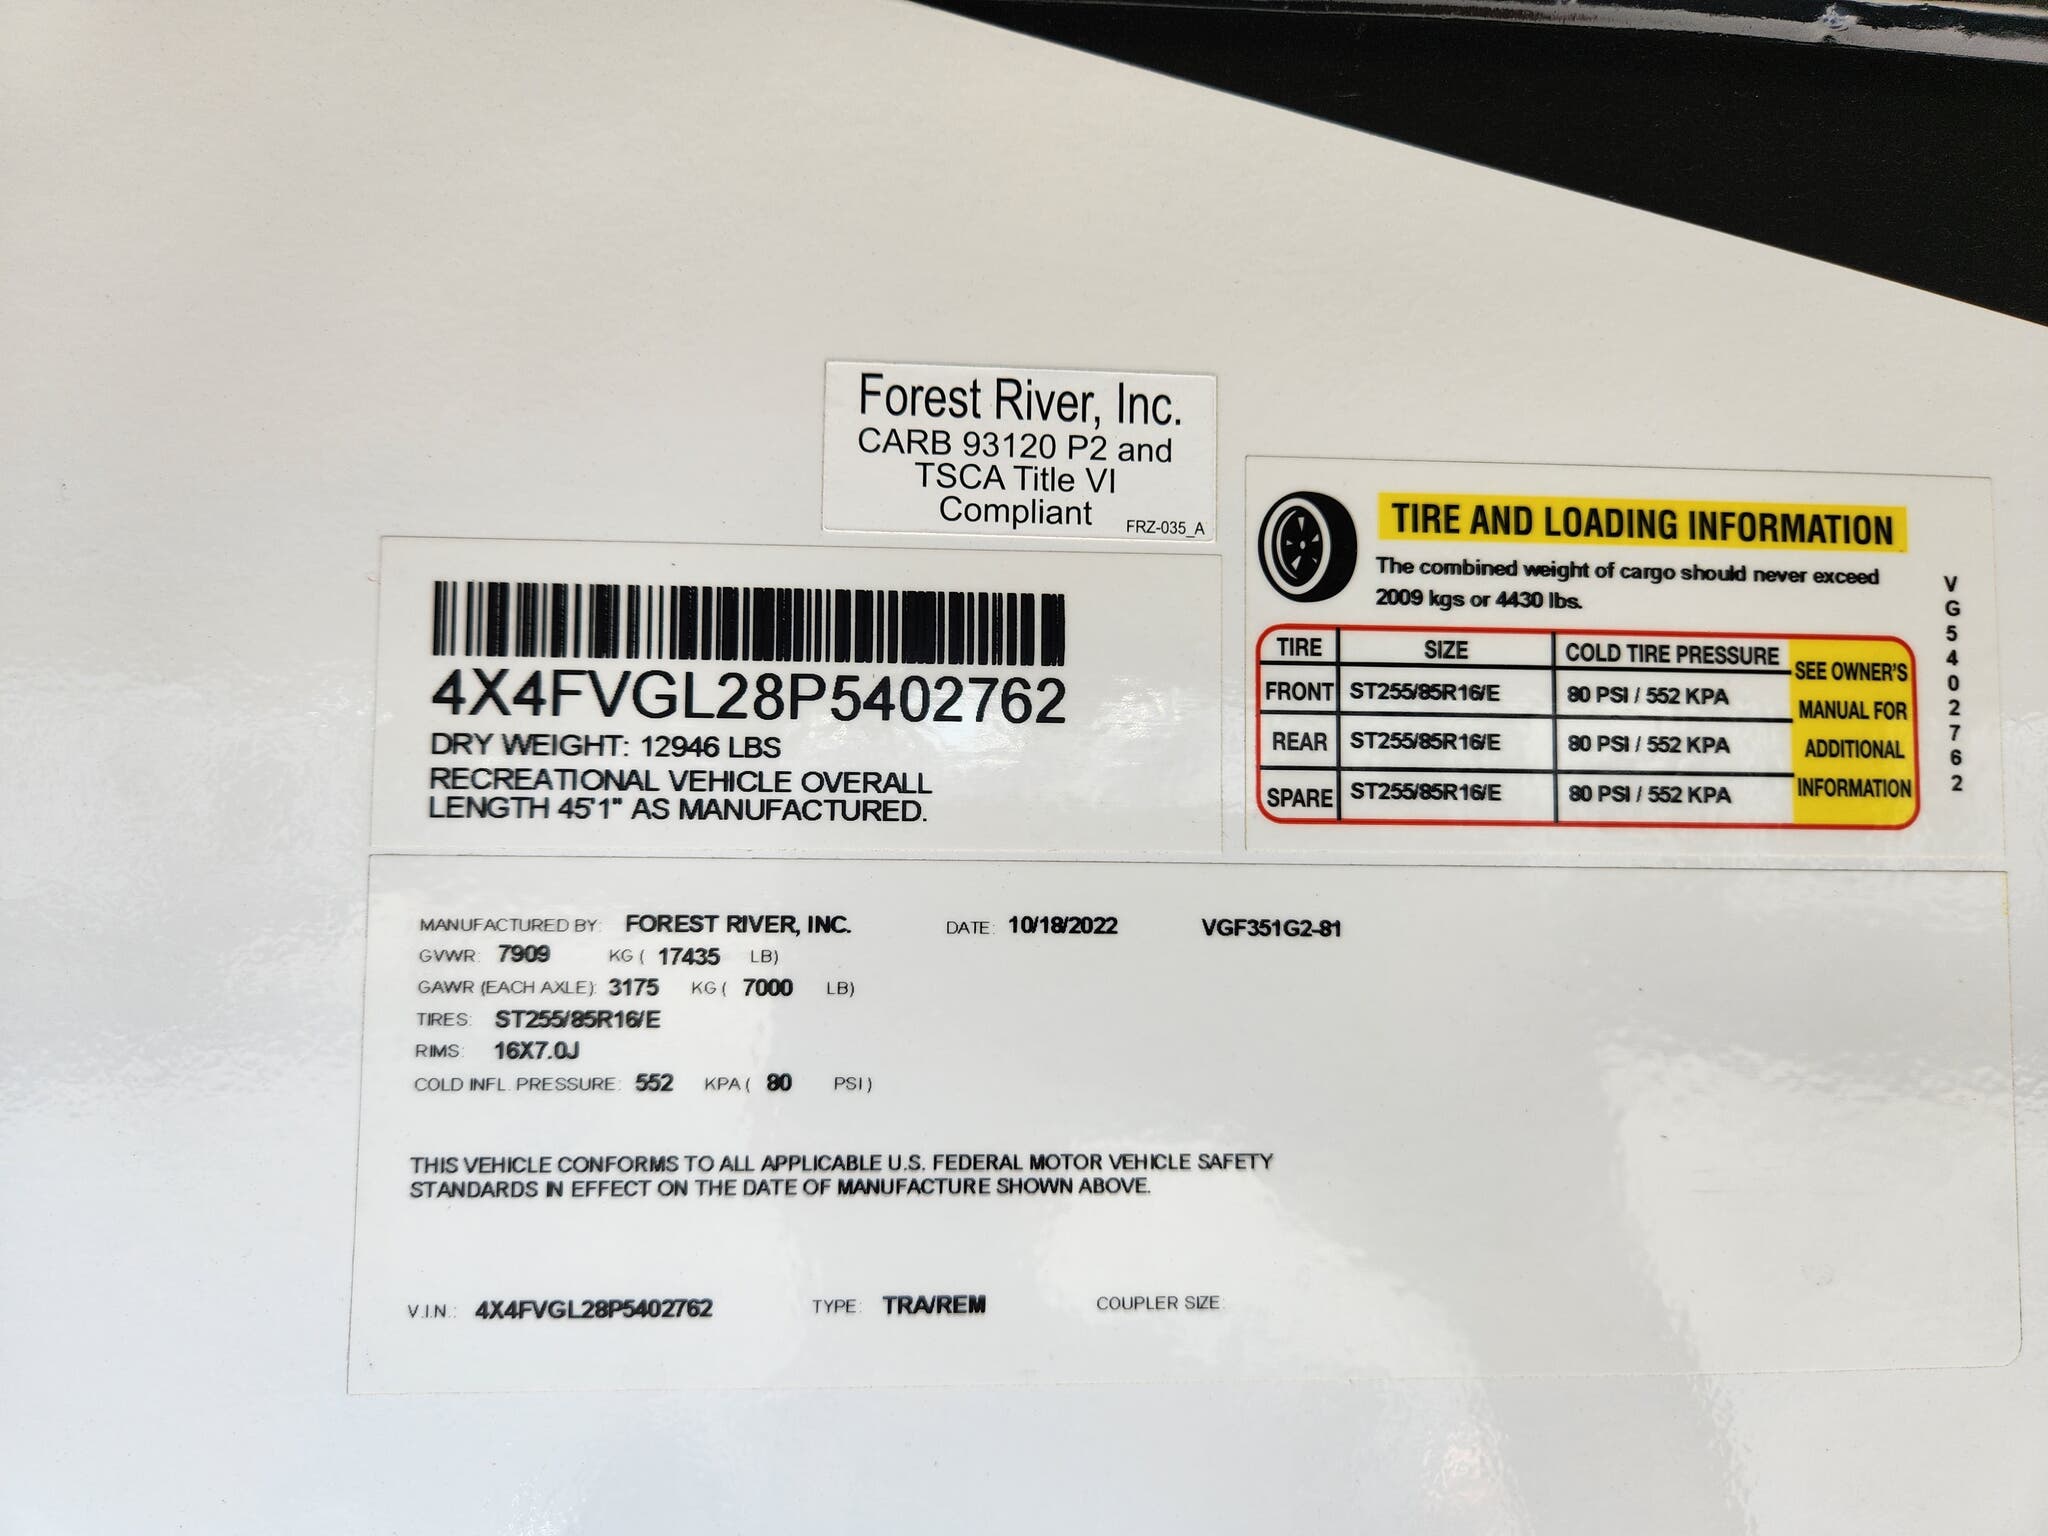 Forest River, Inc.
CARB 93120 P2 and
TSCA Title VI
Compliant
FRZ-035_A
4X4FVGL28P5402762
DRY WEIGHT: 12946 LBS
RECREATIONAL VEHICLE OVERALL
LENGTH 45'1" AS MANUFACTURED.
TIRE AND LOADING INFORMATION
The combined weight of cargo should never exceed
2009 kgs or 4430 lbs.
TIRE SIZE COLD TIRE PRESSURE
FRONT ST255/85R16/E 80 PSI / 552 KPA
REAR ST255/85R16/E 80 PSI / 552 KPA
SPARE ST255/85R16/E 80 PSI / 552 KPA
SEE OWNER'S
MANUAL FOR
ADDITIONAL
INFORMATION
VG5402762
MANUFACTURED BY: FOREST RIVER, INC. DATE: 10/18/2022 VGF351G2-81
GVWR: 7909 KG ( 17435 LB)
GAWR (EACH AXLE): 3175 KG ( 7000 LB)
TIRES: ST255/85R16/E
RIMS: 16X7.0J
COLD INFL. PRESSURE: 552 KPA ( 80 PSI )
THIS VEHICLE CONFORMS TO ALL APPLICABLE U.S. FEDERAL MOTOR VEHICLE SAFETY
STANDARDS IN EFFECT ON THE DATE OF MANUFACTURE SHOWN ABOVE.
V.I.N.: 4X4FVGL28P5402762 TYPE: TRA/REM COUPLER SIZE: